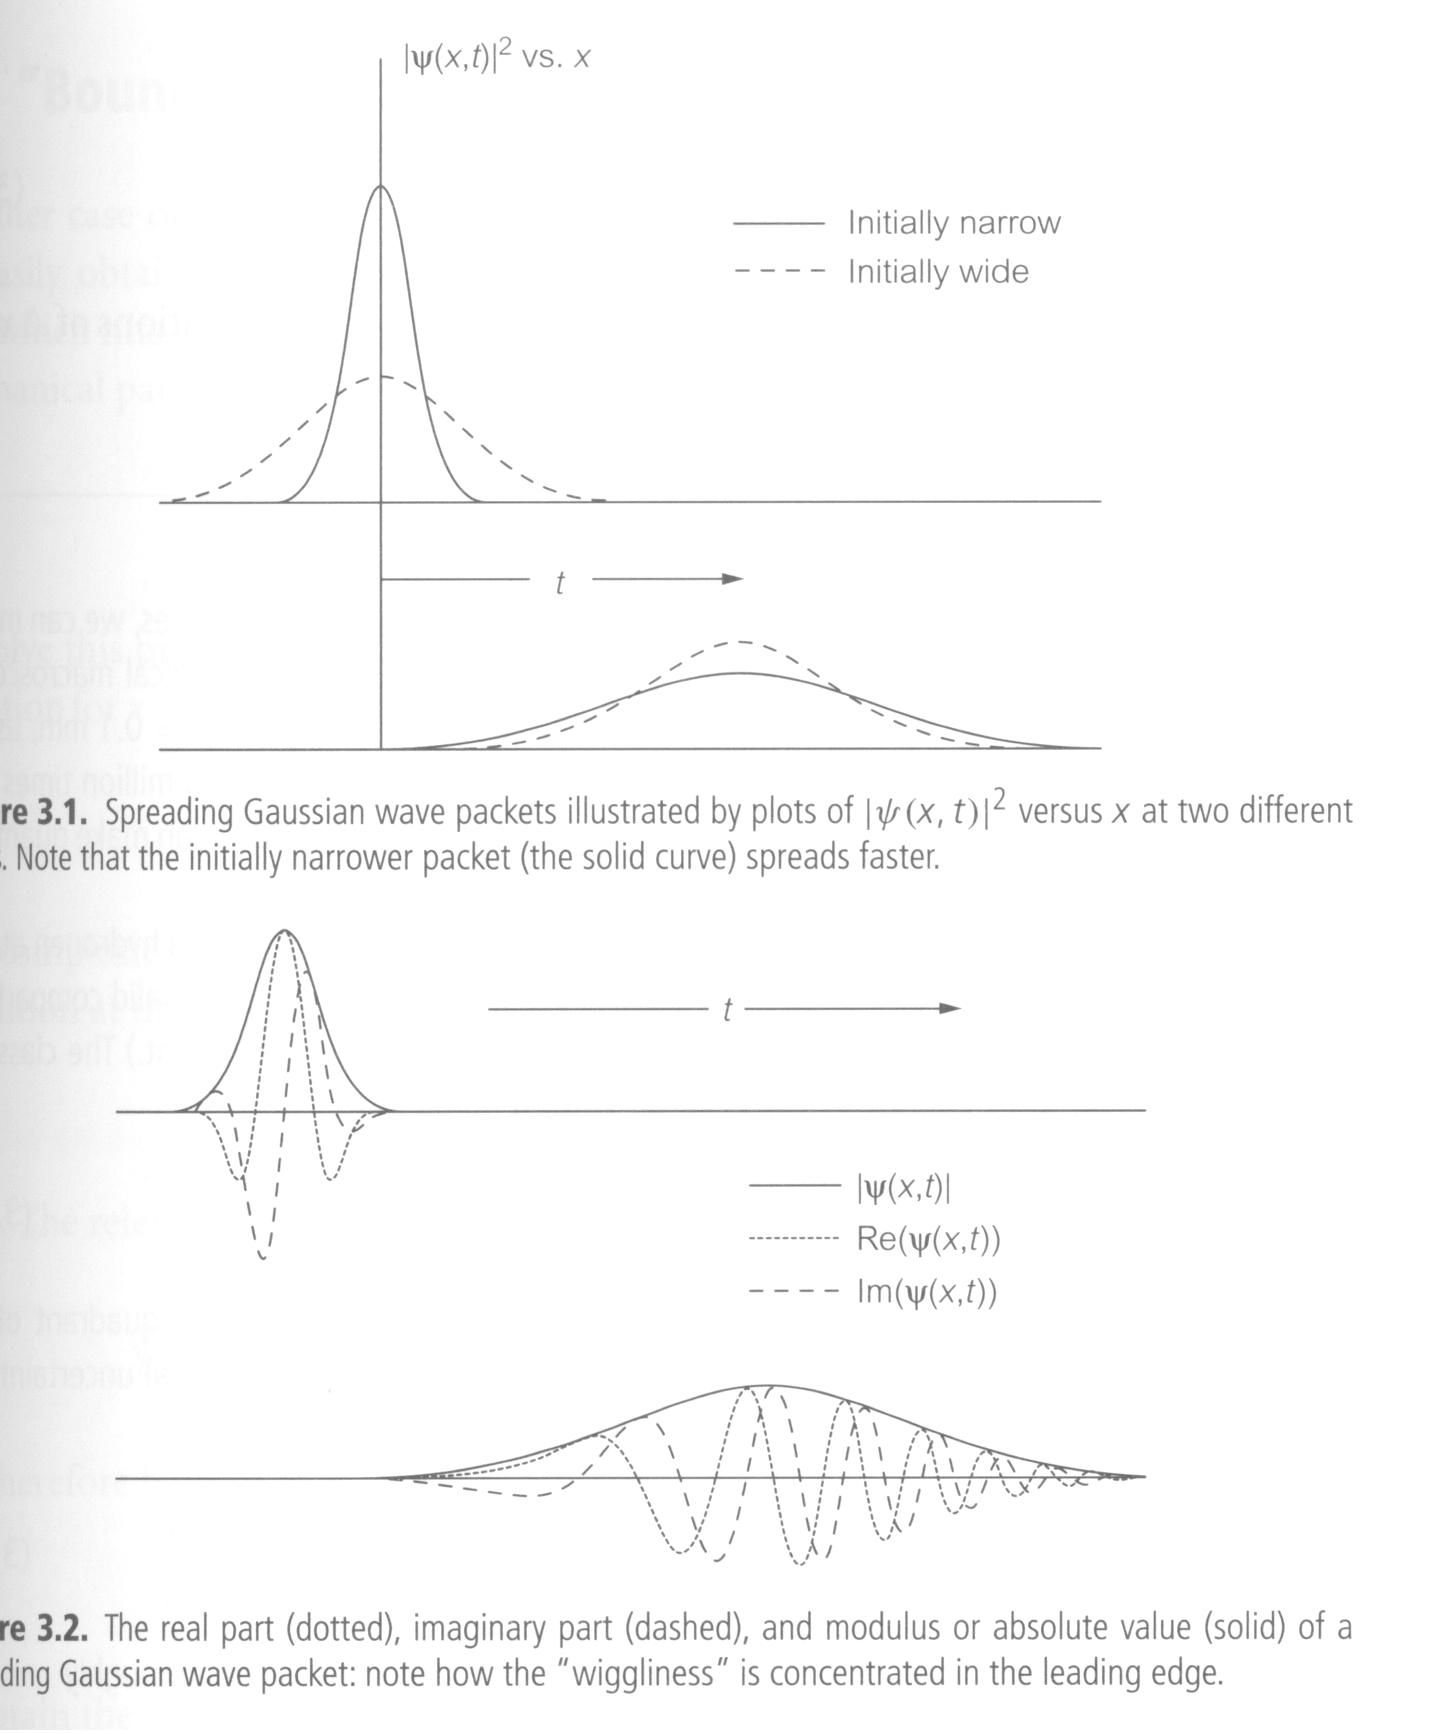 |ψ(x,t)|² vs. x
Initially narrow
Initially wide
t
re 3.1. Spreading Gaussian wave packets illustrated by plots of |ψ(x, t)|² versus x at two different
. Note that the initially narrower packet (the solid curve) spreads faster.
t
|ψ(x,t)|
Re(ψ(x,t))
Im(ψ(x,t))
re 3.2. The real part (dotted), imaginary part (dashed), and modulus or absolute value (solid) of a
ding Gaussian wave packet: note how the "wiggliness" is concentrated in the leading edge.